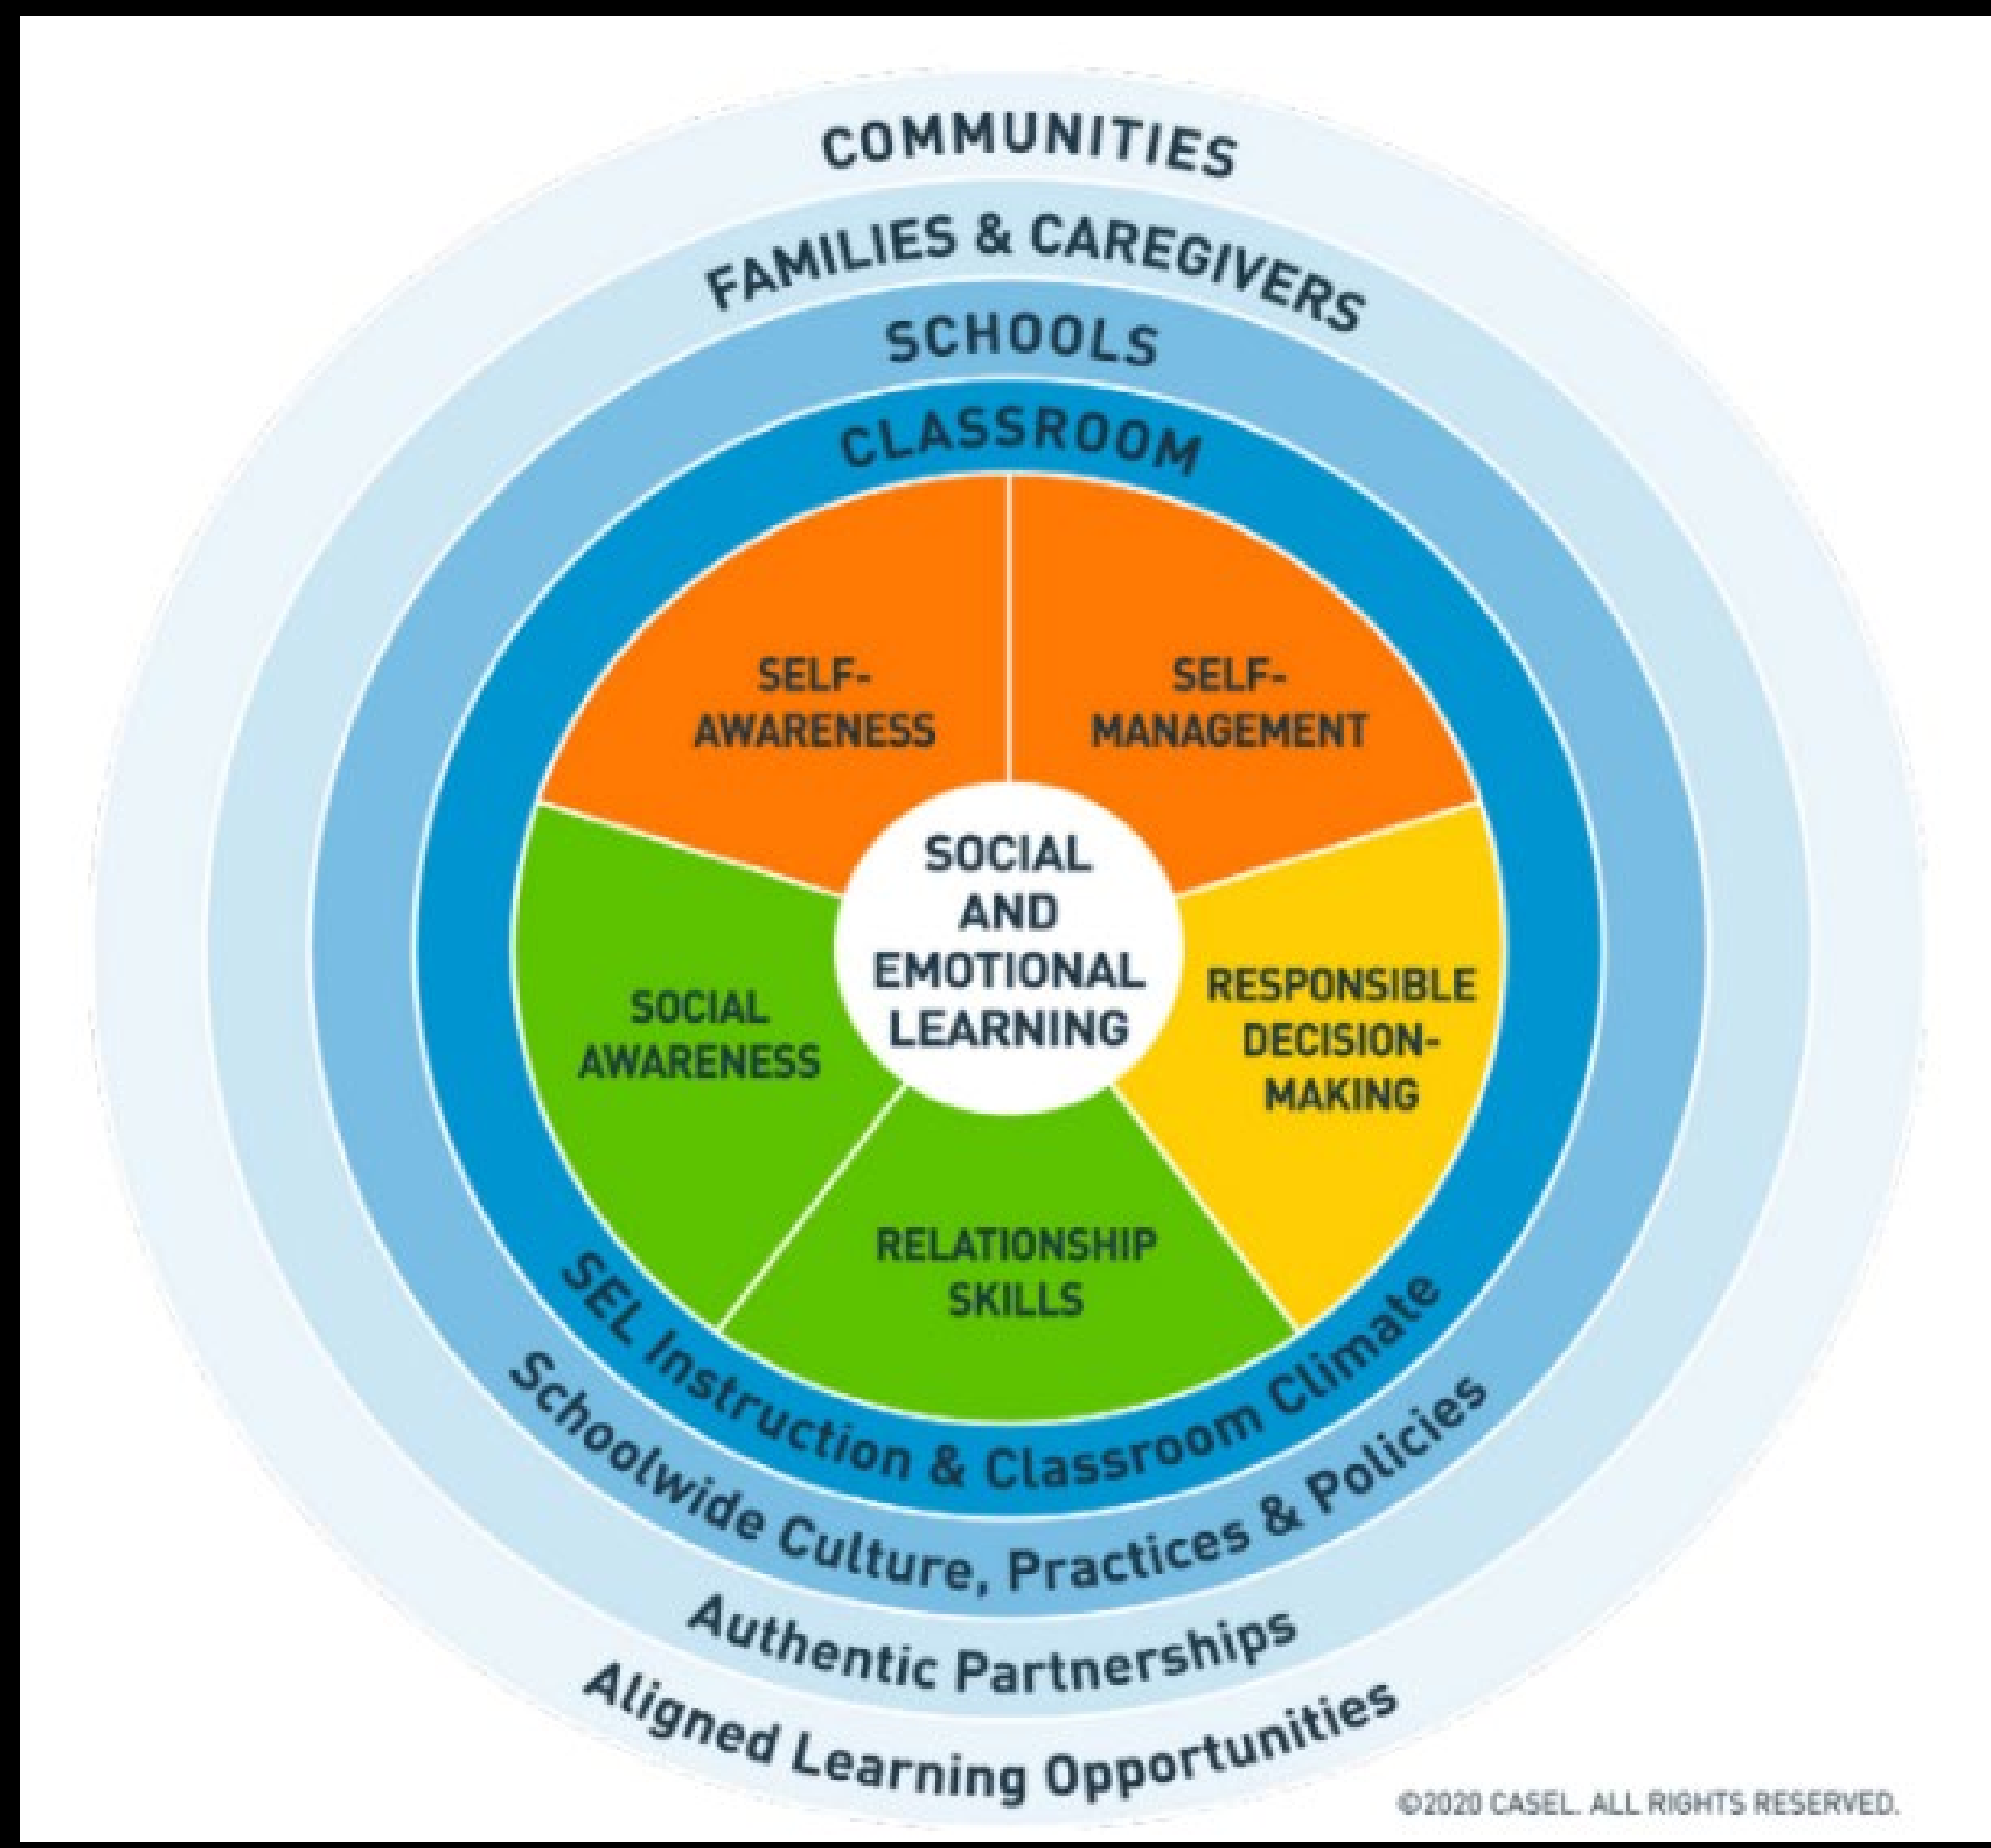 COMMUNITIES
FAMILIES & CAREGIVERS
SCHOOLS
CLASSROOM
SELF-
AWARENESS
SELF-
MANAGEMENT
SOCIAL
AND
EMOTIONAL
LEARNING
SOCIAL
AWARENESS
RESPONSIBLE
DECISION-
MAKING
RELATIONSHIP
SKILLS
SEL Instruction & Classroom Climate
Schoolwide Culture, Practices & Policies
Authentic Partnerships
Aligned Learning Opportunities
©2020 CASEL. ALL RIGHTS RESERVED.